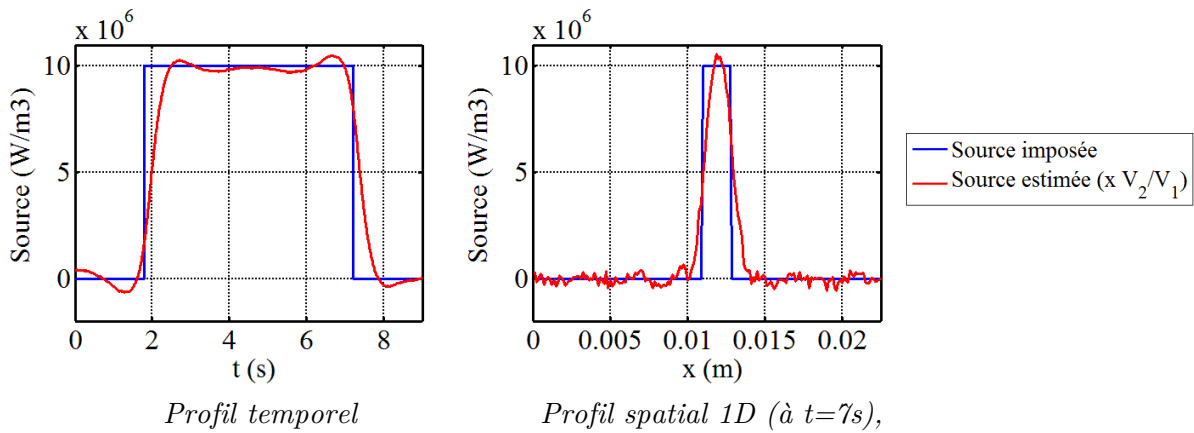 x 10^6
Source (W/m3)
10
5
0
0 2 4 6 8
t (s)
Profil temporel
x 10^6
Source (W/m3)
10
5
0
0 0.005 0.01 0.015 0.02
x (m)
Profil spatial 1D (à t=7s),
Source imposée
Source estimée (x V_2/V_1)